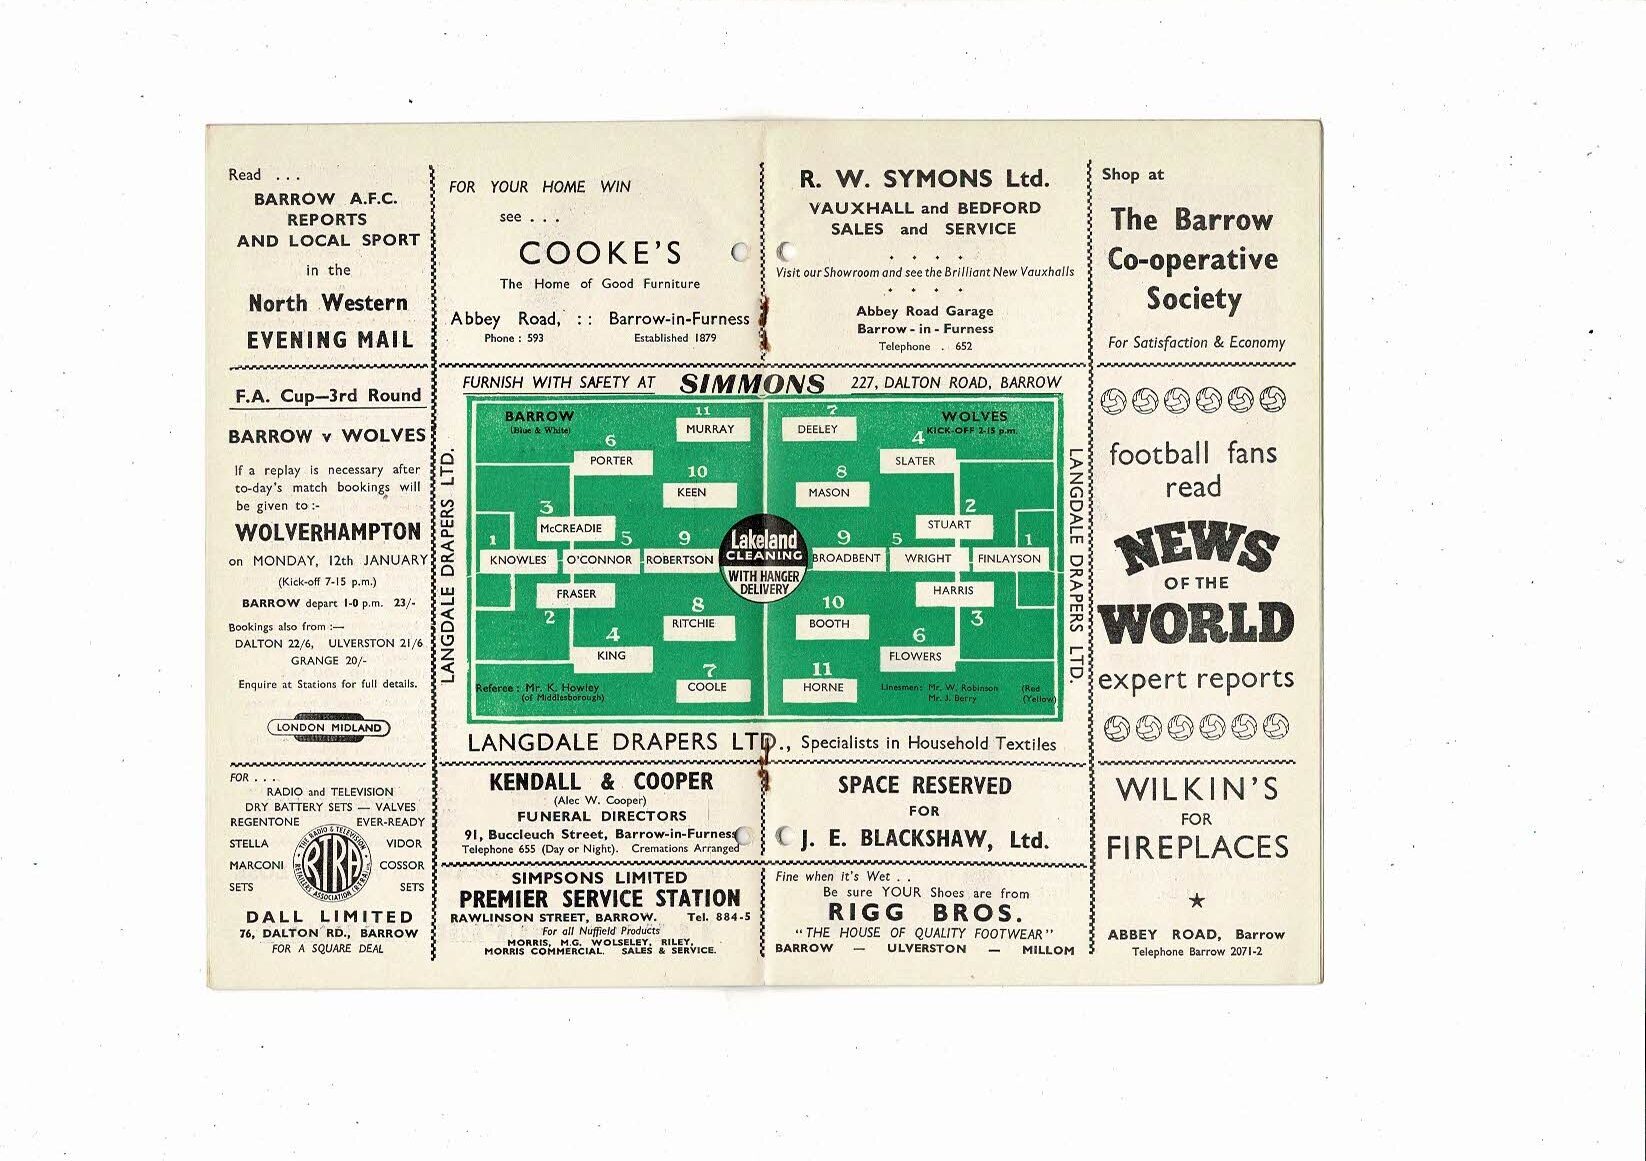 Read ...
BARROW A.F.C.
REPORTS
AND LOCAL SPORT
in the
North Western
EVENING MAIL
F.A. Cup—3rd Round
BARROW v WOLVES
If a replay is necessary after
to-day's match bookings will
be given to :-
WOLVERHAMPTON
on MONDAY, 12th JANUARY
(Kick-off 7-15 p.m.)
BARROW depart 1-0 p.m. 23/-
Bookings also from :—
DALTON 22/6, ULVERSTON 21/6
GRANGE 20/-
Enquire at Stations for full details.
LONDON MIDLAND
FOR ...
RADIO and TELEVISION
DRY BATTERY SETS — VALVES
REGENTONE EVER-READY
STELLA VIDOR
MARCONI COSSOR
SETS SETS
THE RADIO & TELEVISION
RTRA
RETAILERS ASSOCIATION (R.T.R.A.) LTD.
DALL LIMITED
76, DALTON RD., BARROW
FOR A SQUARE DEAL
FOR YOUR HOME WIN
see ...
COOKE'S
The Home of Good Furniture
Abbey Road, :: Barrow-in-Furness
Phone : 593 Established 1879
R. W. SYMONS Ltd.
VAUXHALL and BEDFORD
SALES and SERVICE
Visit our Showroom and see the Brilliant New Vauxhalls
Abbey Road Garage
Barrow - in - Furness
Telephone . 652
FURNISH WITH SAFETY AT SIMMONS 227, DALTON ROAD, BARROW
LANGDALE DRAPERS LTD.
BARROW
(Blue & White)
11
MURRAY
6
PORTER
10
KEEN
3
McCREADIE
1
KNOWLES
5
O'CONNOR
9
ROBERTSON
FRASER
2
8
RITCHIE
4
KING
7
COOLE
Referee : Mr. K. Howley
(of Middlesborough)
Lakeland
CLEANING
WITH HANGER
DELIVERY
7
DEELEY
WOLVES
KICK-OFF 2-15 p.m.
4
SLATER
8
MASON
2
STUART
9
BROADBENT
5
WRIGHT
1
FINLAYSON
HARRIS
3
10
BOOTH
6
FLOWERS
11
HORNE
Linesmen : Mr. W. Robinson (Red
Mr. J. Berry (Yellow)
LANGDALE DRAPERS LTD.
LANGDALE DRAPERS LTD., Specialists in Household Textiles
KENDALL & COOPER
(Alec W. Cooper)
FUNERAL DIRECTORS
91, Buccleuch Street, Barrow-in-Furness
Telephone 655 (Day or Night). Cremations Arranged
SPACE RESERVED
FOR
J. E. BLACKSHAW, Ltd.
SIMPSONS LIMITED
PREMIER SERVICE STATION
RAWLINSON STREET, BARROW. Tel. 884-5
For all Nuffield Products
MORRIS, M.G. WOLSELEY, RILEY,
MORRIS COMMERCIAL. SALES & SERVICE.
Fine when it's Wet . .
Be sure YOUR Shoes are from
RIGG BROS.
"THE HOUSE OF QUALITY FOOTWEAR"
BARROW — ULVERSTON — MILLOM
Shop at
The Barrow
Co-operative
Society
For Satisfaction & Economy
football fans
read
NEWS
OF THE
WORLD
expert reports
WILKIN'S
FOR
FIREPLACES
ABBEY ROAD, Barrow
Telephone Barrow 2071-2